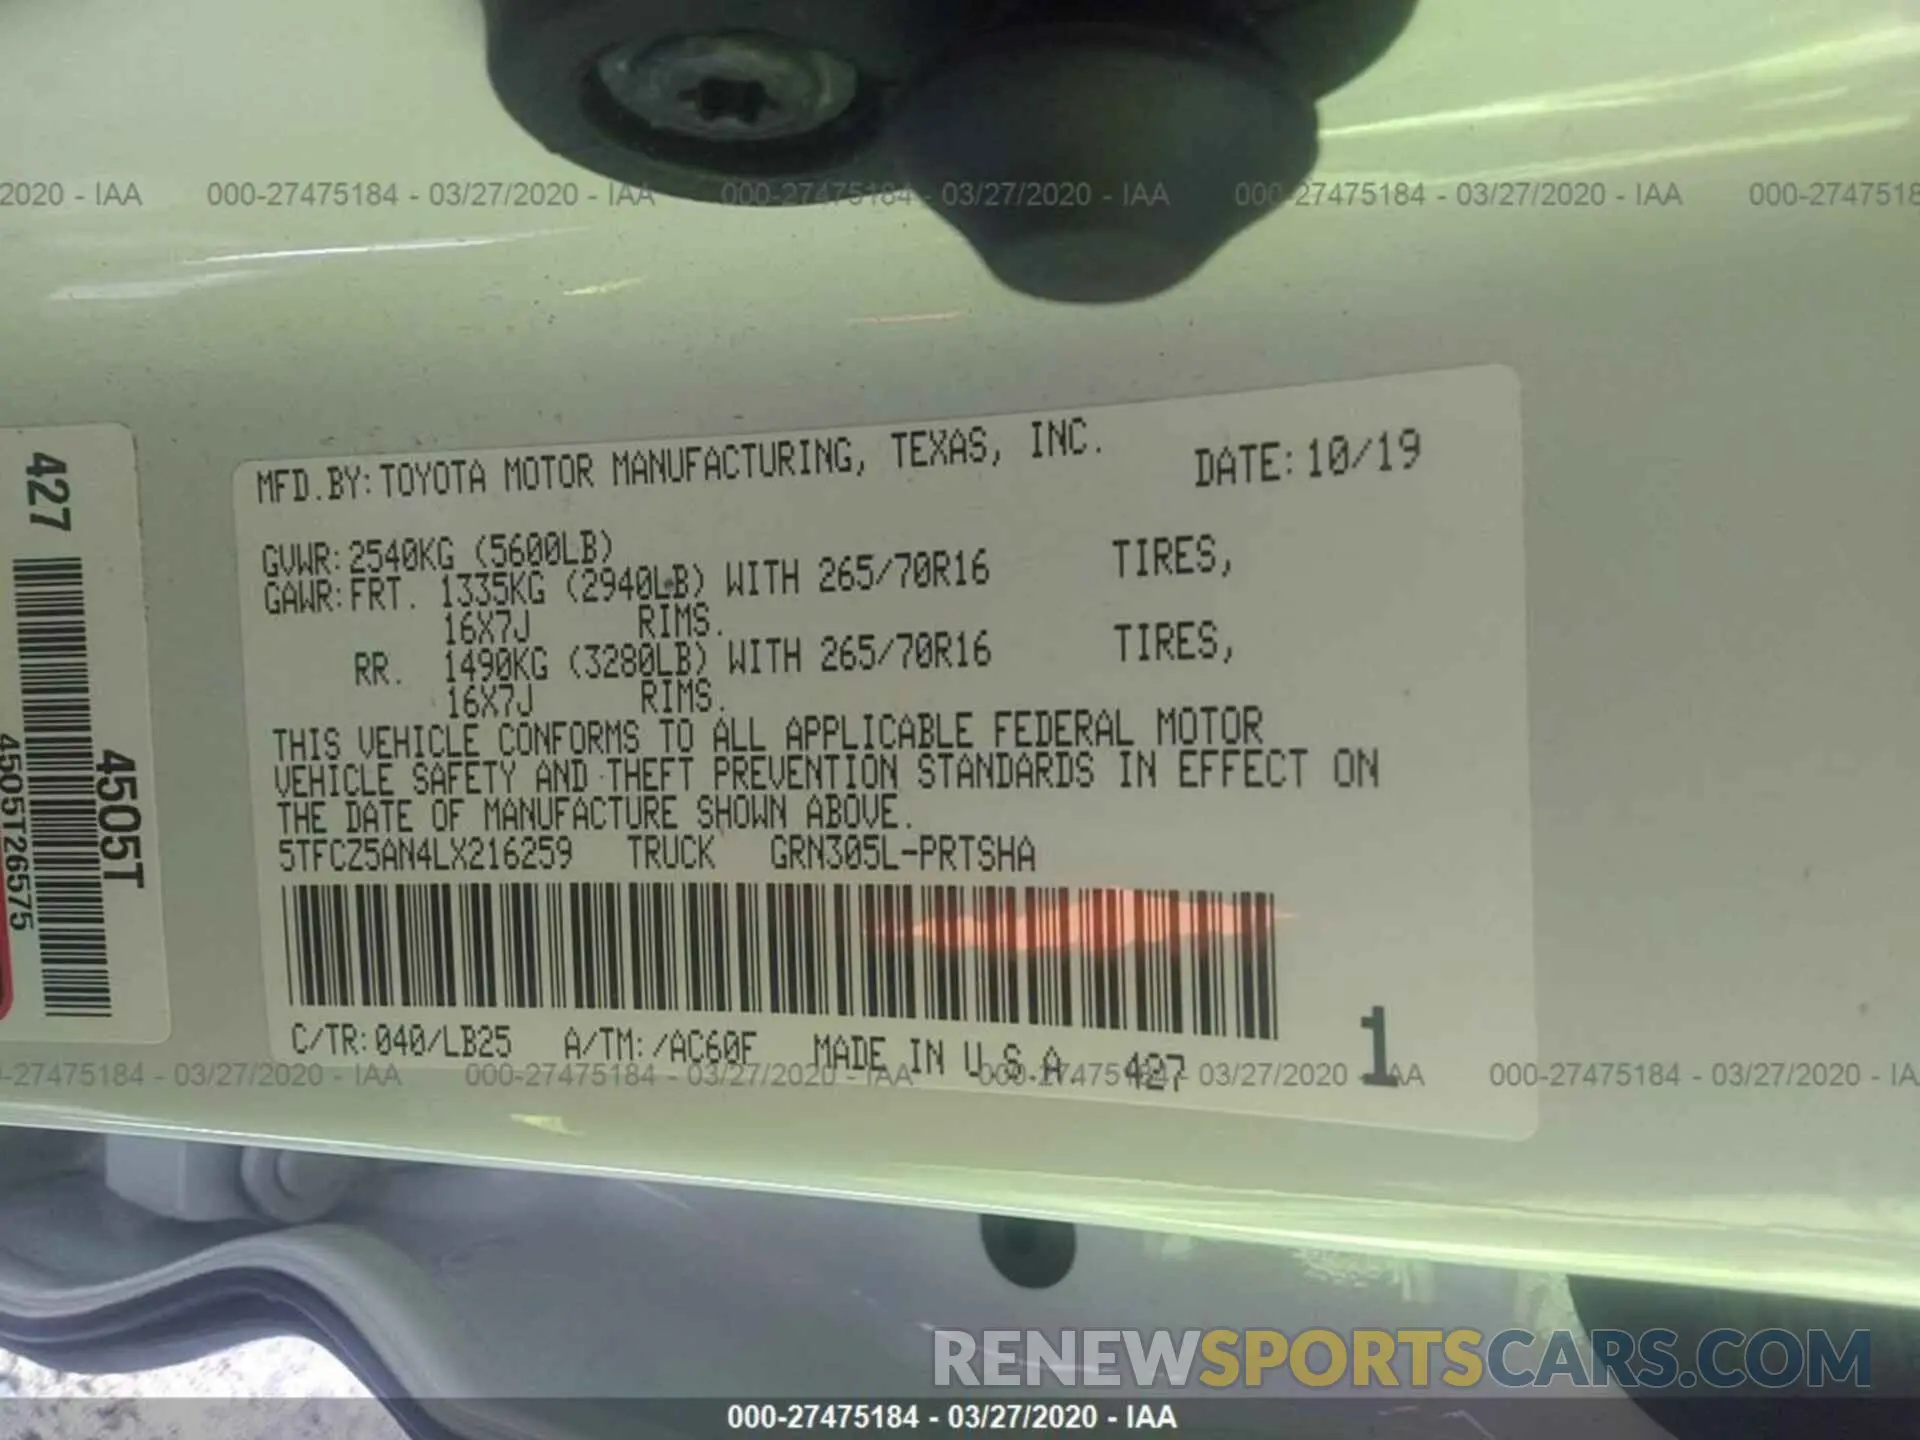 2020 - IAA 000-27475184 - 03/27/2020 - IAA 000-27475184 - 03/27/2020 - IAA 000-27475184 - 03/27/2020 - IAA 000-2747518
427
4505T
4505T26575
MFD.BY:TOYOTA MOTOR MANUFACTURING, TEXAS, INC. DATE:10/19
GVWR:2540KG (5600LB)
GAWR:FRT. 1335KG (2940LB) WITH 265/70R16 TIRES,
16X7J RIMS.
RR. 1490KG (3280LB) WITH 265/70R16 TIRES,
16X7J RIMS.
THIS VEHICLE CONFORMS TO ALL APPLICABLE FEDERAL MOTOR
VEHICLE SAFETY AND THEFT PREVENTION STANDARDS IN EFFECT ON
THE DATE OF MANUFACTURE SHOWN ABOVE.
5TFCZ5AN4LX216259 TRUCK GRN305L-PRTSHA
C/TR:040/LB25 A/TM:/AC60F MADE IN U.S.A. 427 1
-27475184 - 03/27/2020 - IAA 000-27475184 - 03/27/2020 - IAA 000-27475184 - 03/27/2020 - IAA 000-27475184 - 03/27/2020 - IA
RENEWSPORTSCARS.COM
000-27475184 - 03/27/2020 - IAA